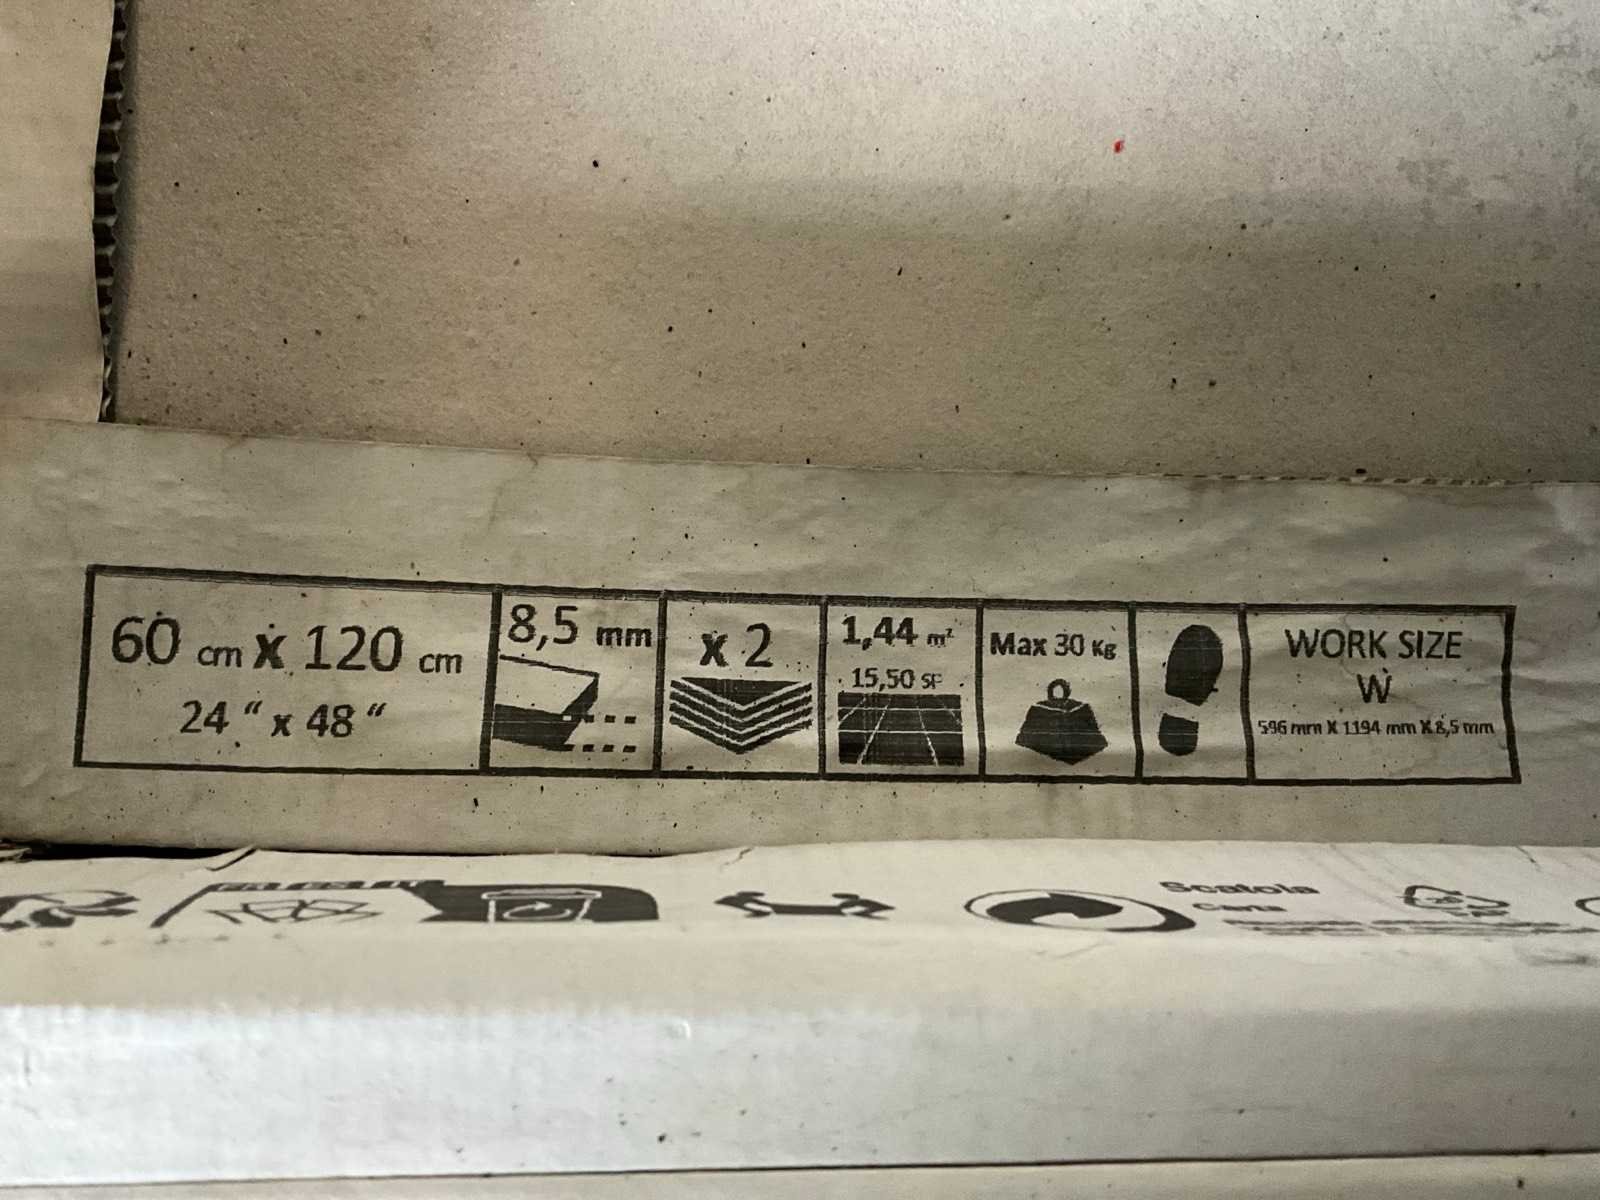 60 cm x 120 cm
24 “ x 48 “
8,5 mm
x 2
1,44 m²
15,50 SF
Max 30 Kg
WORK SIZE
W
596 mm X 1194 mm X 8,5 mm
Scatola
Carta